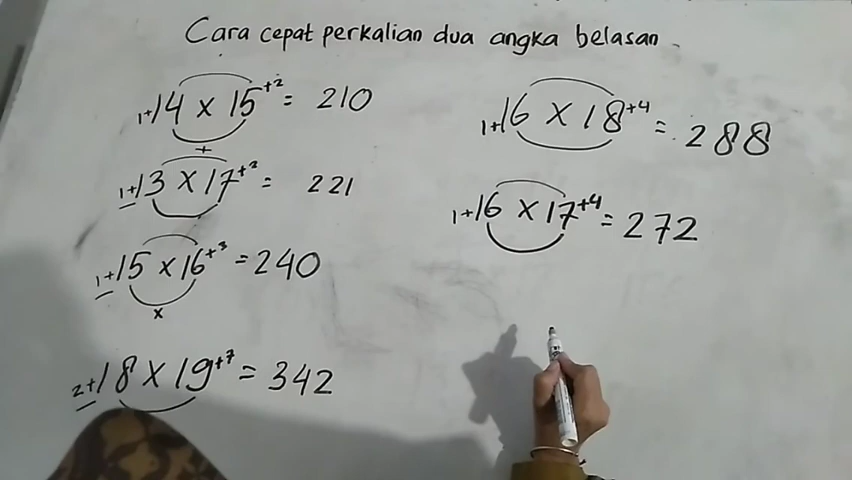 Cara cepat perkalian dua angka belasan
1+14 x 15+2 = 210
+
1+13 x 17+2 = 221
1+15 x 16+3 = 240
x
2+18 x 19+7 = 342
1+16 x 18+4 = 288
1+16 x 17+4 = 272